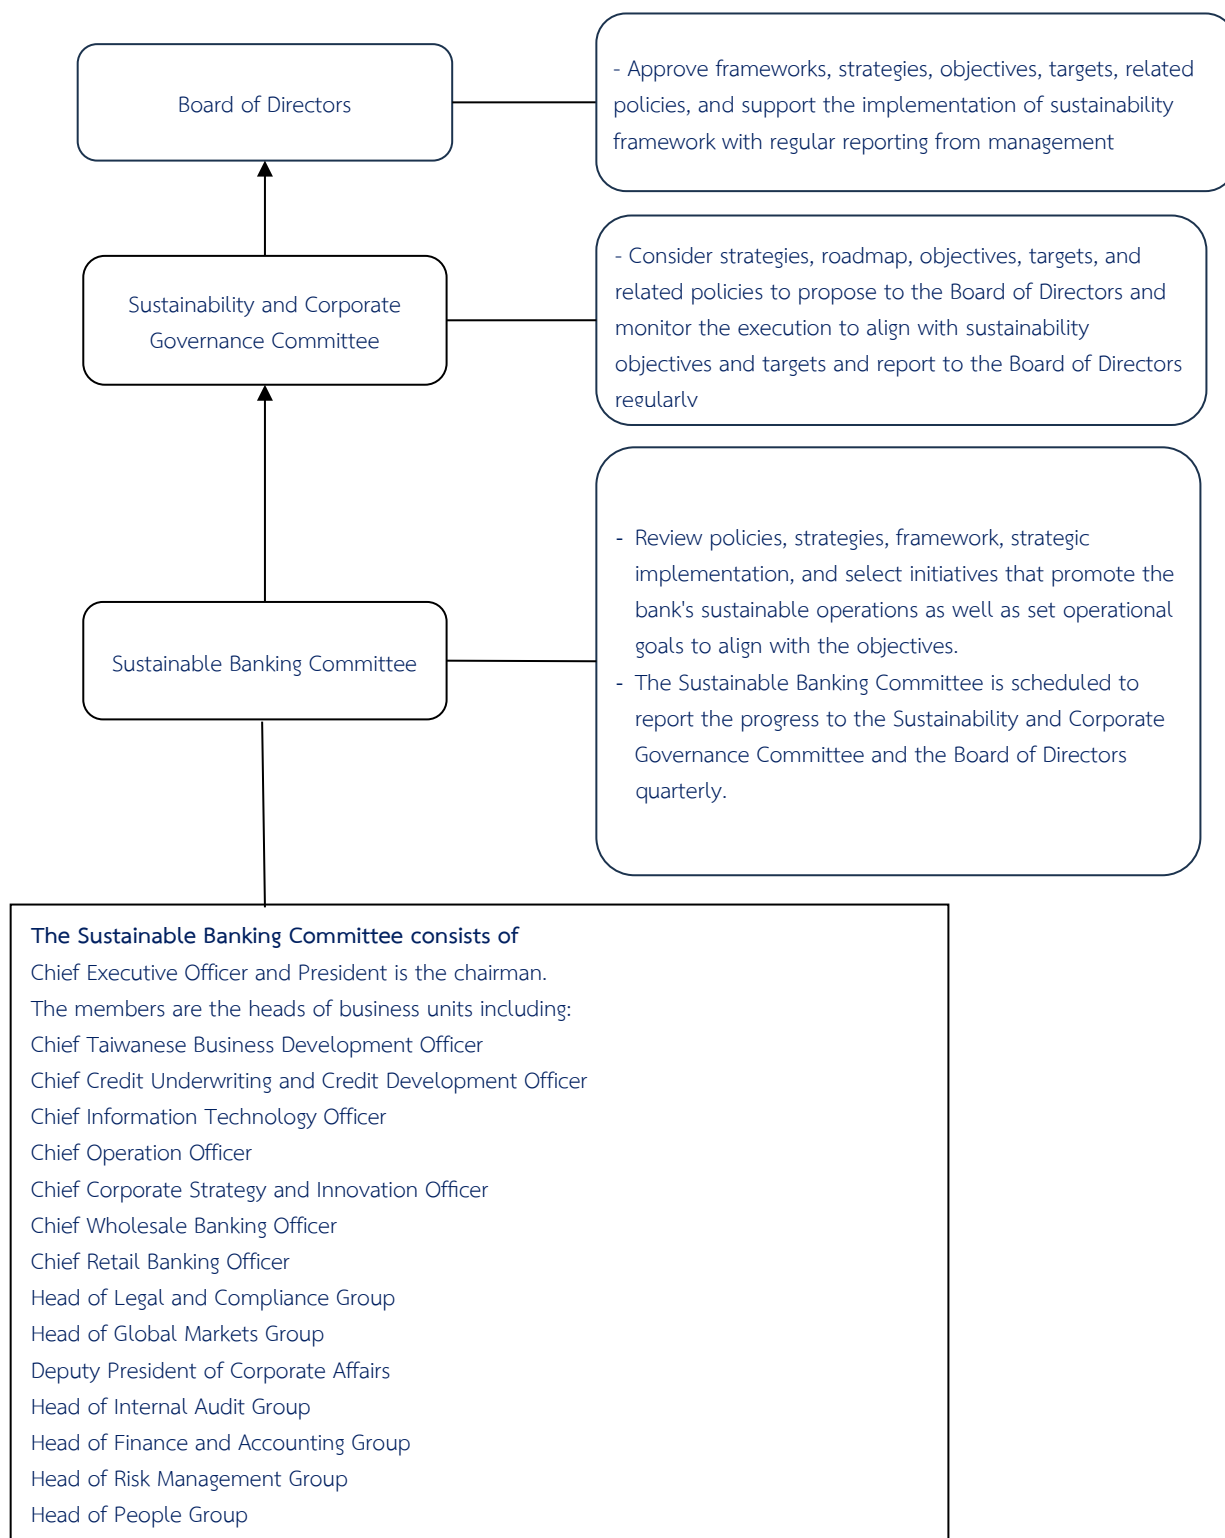 Board of Directors
- Approve frameworks, strategies, objectives, targets, related
policies, and support the implementation of sustainability
framework with regular reporting from management
Sustainability and Corporate
Governance Committee
- Consider strategies, roadmap, objectives, targets, and
related policies to propose to the Board of Directors and
monitor the execution to align with sustainability
objectives and targets and report to the Board of Directors
regularly
Sustainable Banking Committee
- Review policies, strategies, framework, strategic
implementation, and select initiatives that promote the
bank's sustainable operations as well as set operational
goals to align with the objectives.
- The Sustainable Banking Committee is scheduled to
report the progress to the Sustainability and Corporate
Governance Committee and the Board of Directors
quarterly.
The Sustainable Banking Committee consists of
Chief Executive Officer and President is the chairman.
The members are the heads of business units including:
Chief Taiwanese Business Development Officer
Chief Credit Underwriting and Credit Development Officer
Chief Information Technology Officer
Chief Operation Officer
Chief Corporate Strategy and Innovation Officer
Chief Wholesale Banking Officer
Chief Retail Banking Officer
Head of Legal and Compliance Group
Head of Global Markets Group
Deputy President of Corporate Affairs
Head of Internal Audit Group
Head of Finance and Accounting Group
Head of Risk Management Group
Head of People Group